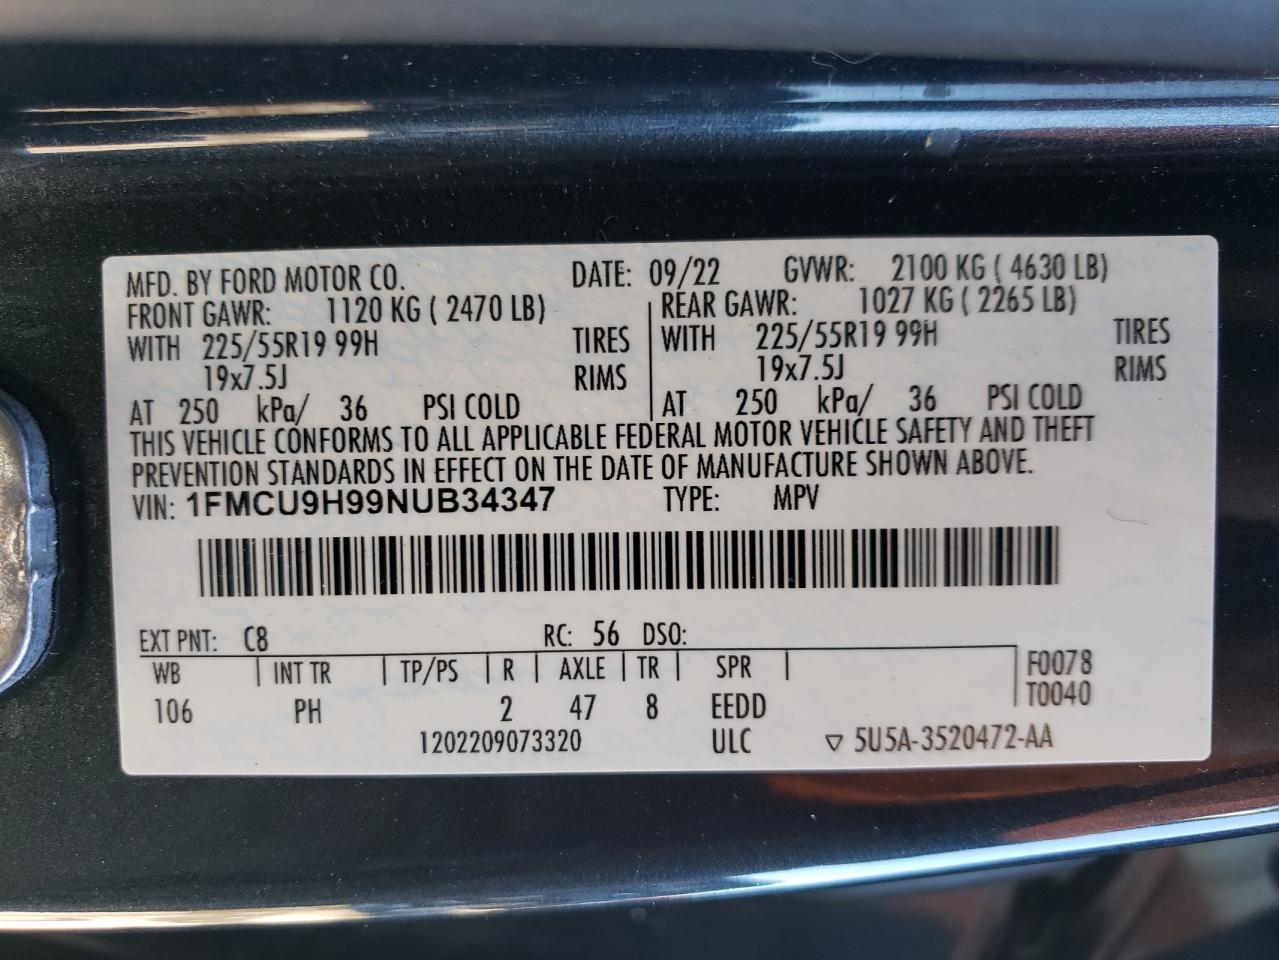 MFD. BY FORD MOTOR CO. DATE: 09/22 GVWR: 2100 KG ( 4630 LB)
FRONT GAWR: 1120 KG ( 2470 LB) REAR GAWR: 1027 KG ( 2265 LB)
WITH 225/55R19 99H TIRES WITH 225/55R19 99H TIRES
19x7.5J RIMS 19x7.5J RIMS
AT 250 kPa/ 36 PSI COLD AT 250 kPa/ 36 PSI COLD
THIS VEHICLE CONFORMS TO ALL APPLICABLE FEDERAL MOTOR VEHICLE SAFETY AND THEFT
PREVENTION STANDARDS IN EFFECT ON THE DATE OF MANUFACTURE SHOWN ABOVE.
VIN: 1FMCU9H99NUB34347 TYPE: MPV
EXT PNT: C8 RC: 56 DSO:
WB INT TR TP/PS R AXLE TR SPR F0078
106 PH 2 47 8 EEDD T0040
1202209073320 ULC ▽ 5U5A-3520472-AA